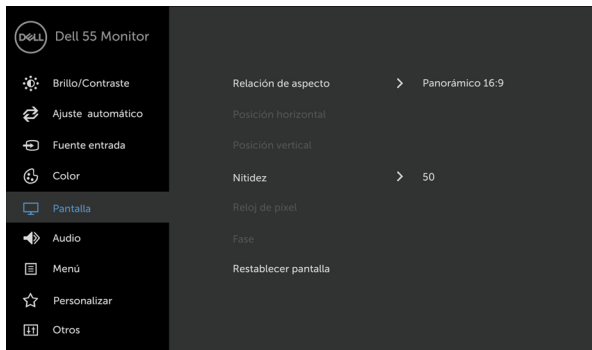 DELL
Dell 55 Monitor
Brillo/Contraste
Ajuste automático
Fuente entrada
Color
Pantalla
Audio
Menú
Personalizar
Otros
Relación de aspecto
Panorámico 16:9
Posición horizontal
Posición vertical
Nitidez
50
Reloj de pixel
Fase
Restablecer pantalla